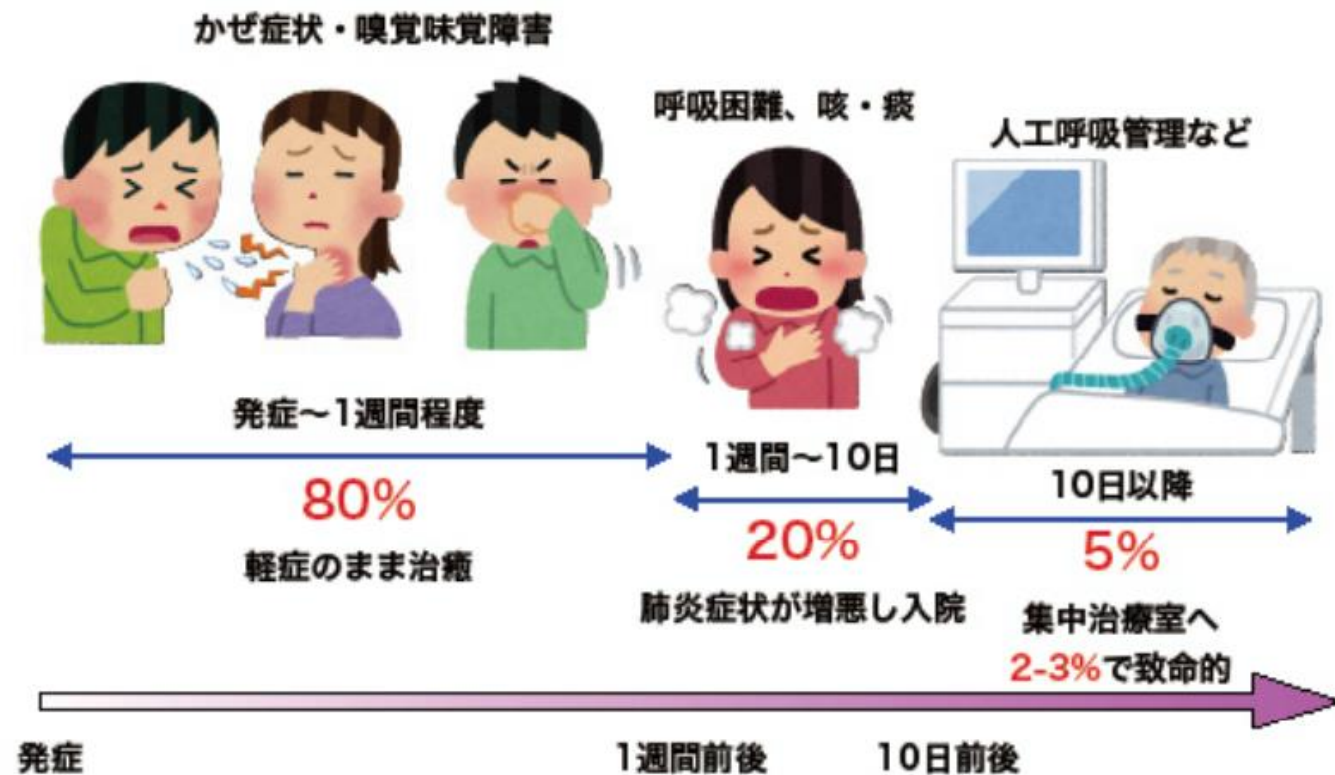 かぜ症状・嗅覚味覚障害
呼吸困難、咳・痰
人工呼吸管理など
発症～1週間程度
80%
軽症のまま治癒
1週間～10日
20%
肺炎症状が増悪し入院
10日以降
5%
集中治療室へ
2-3%で致命的
発症
1週間前後
10日前後